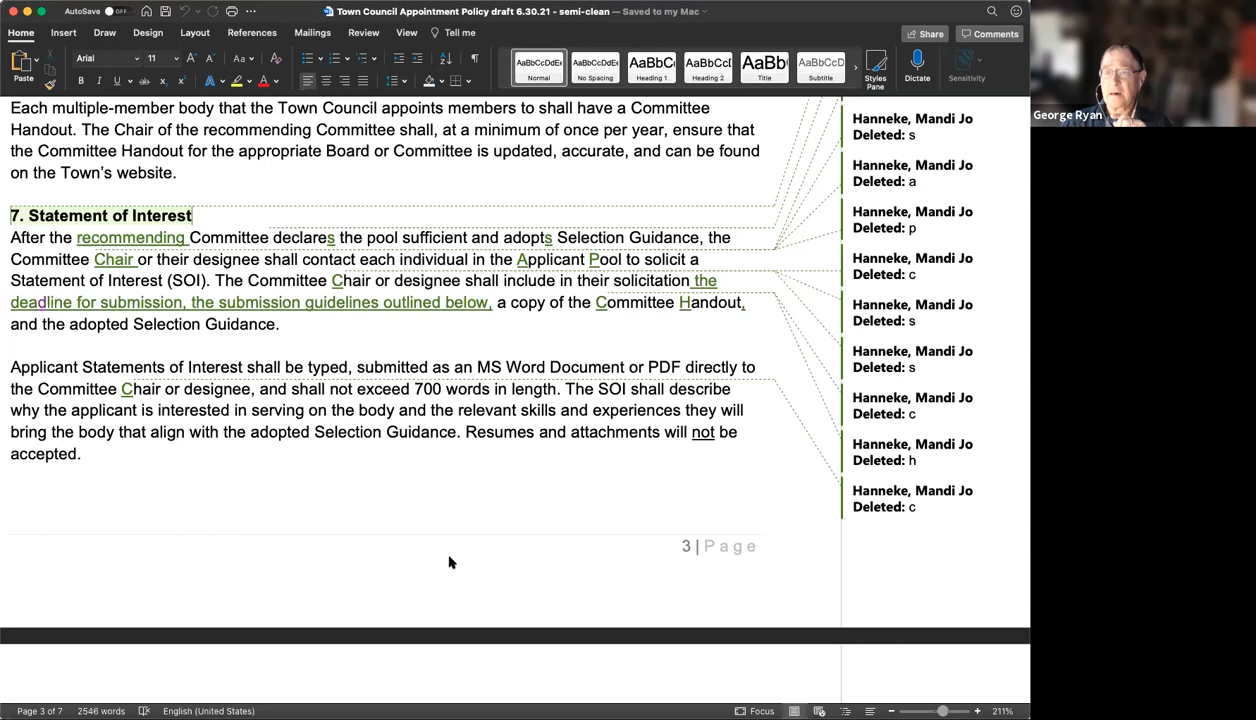 AutoSave OFF
Town Council Appointment Policy draft 6.30.21 - semi-clean — Saved to my Mac
Home Insert Draw Design Layout References Mailings Review View Tell me
Share Comments
Paste
Arial 11
AaBbCcDdEe Normal
AaBbCcDdEe No Spacing
AaBbC( Heading 1
AaBbCcD Heading 2
AaBb( Title
AaBbCcDd Subtitle
Styles Pane
Dictate
Sensitivity
George Ryan
Each multiple-member body that the Town Council appoints members to shall have a Committee
Handout. The Chair of the recommending Committee shall, at a minimum of once per year, ensure that
the Committee Handout for the appropriate Board or Committee is updated, accurate, and can be found
on the Town's website.
7. Statement of Interest
After the recommending Committee declares the pool sufficient and adopts Selection Guidance, the
Committee Chair or their designee shall contact each individual in the Applicant Pool to solicit a
Statement of Interest (SOI). The Committee Chair or designee shall include in their solicitation the
deadline for submission, the submission guidelines outlined below, a copy of the Committee Handout,
and the adopted Selection Guidance.
Applicant Statements of Interest shall be typed, submitted as an MS Word Document or PDF directly to
the Committee Chair or designee, and shall not exceed 700 words in length. The SOI shall describe
why the applicant is interested in serving on the body and the relevant skills and experiences they will
bring the body that align with the adopted Selection Guidance. Resumes and attachments will not be
accepted.
3 | Page
Hanneke, Mandi Jo
Deleted: s
Hanneke, Mandi Jo
Deleted: a
Hanneke, Mandi Jo
Deleted: p
Hanneke, Mandi Jo
Deleted: c
Hanneke, Mandi Jo
Deleted: s
Hanneke, Mandi Jo
Deleted: s
Hanneke, Mandi Jo
Deleted: c
Hanneke, Mandi Jo
Deleted: h
Hanneke, Mandi Jo
Deleted: c
Page 3 of 7 2546 words English (United States) Focus 211%